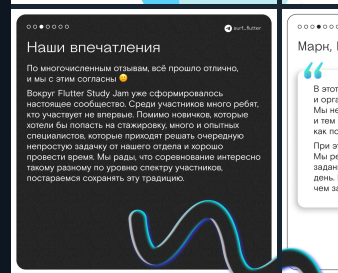 surf_flutter
Наши впечатления
По многочисленным отзывам, всё прошло отлично,
и мы с этим согласны 😊
Вокруг Flutter Study Jam уже сформировалось
настоящее сообщество. Среди участников много ребят,
кто участвует не впервые. Помимо новичков, которые
хотели бы попасть на стажировку, много и опытных
специалистов, которые приходят решать очередную
непростую задачку от нашего отдела и хорошо
провести время. Мы рады, что соревнование интересно
такому разному по уровню спектру участников,
постараемся сохранять эту традицию.
Марк,
В этот
и орга
Мы не
и тем
как по
При э
Мы ре
задан
день.
чем за